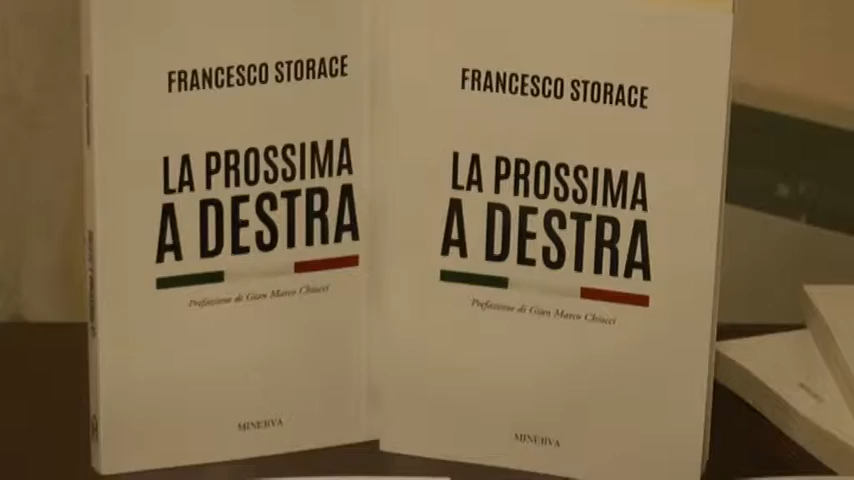 FRANCESCO STORACE
LA PROSSIMA
A DESTRA
Prefazione di Gian Marco Chiocci
MINERVA
FRANCESCO STORACE
LA PROSSIMA
A DESTRA
Prefazione di Gian Marco Chiocci
MINERVA